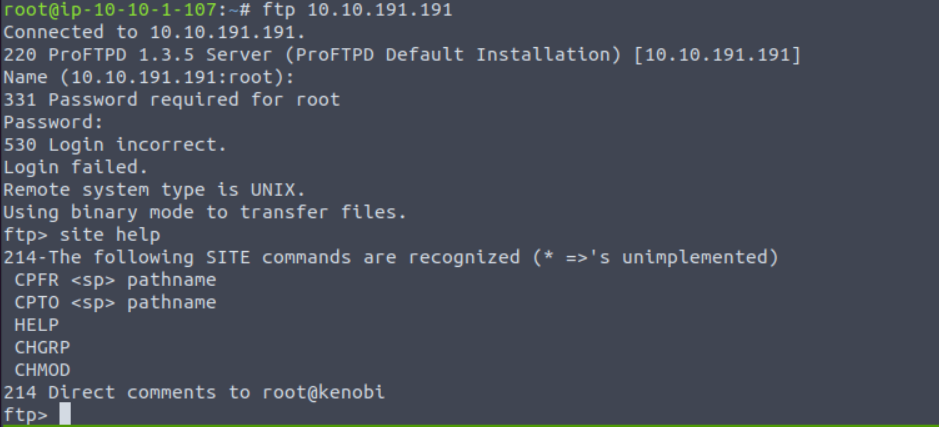 root@ip-10-10-1-107:~# ftp 10.10.191.191
Connected to 10.10.191.191.
220 ProFTPD 1.3.5 Server (ProFTPD Default Installation) [10.10.191.191]
Name (10.10.191.191:root):
331 Password required for root
Password:
530 Login incorrect.
Login failed.
Remote system type is UNIX.
Using binary mode to transfer files.
ftp> site help
214-The following SITE commands are recognized (* =>'s unimplemented)
 CPFR <sp> pathname
 CPTO <sp> pathname
 HELP
 CHGRP
 CHMOD
214 Direct comments to root@kenobi
ftp>